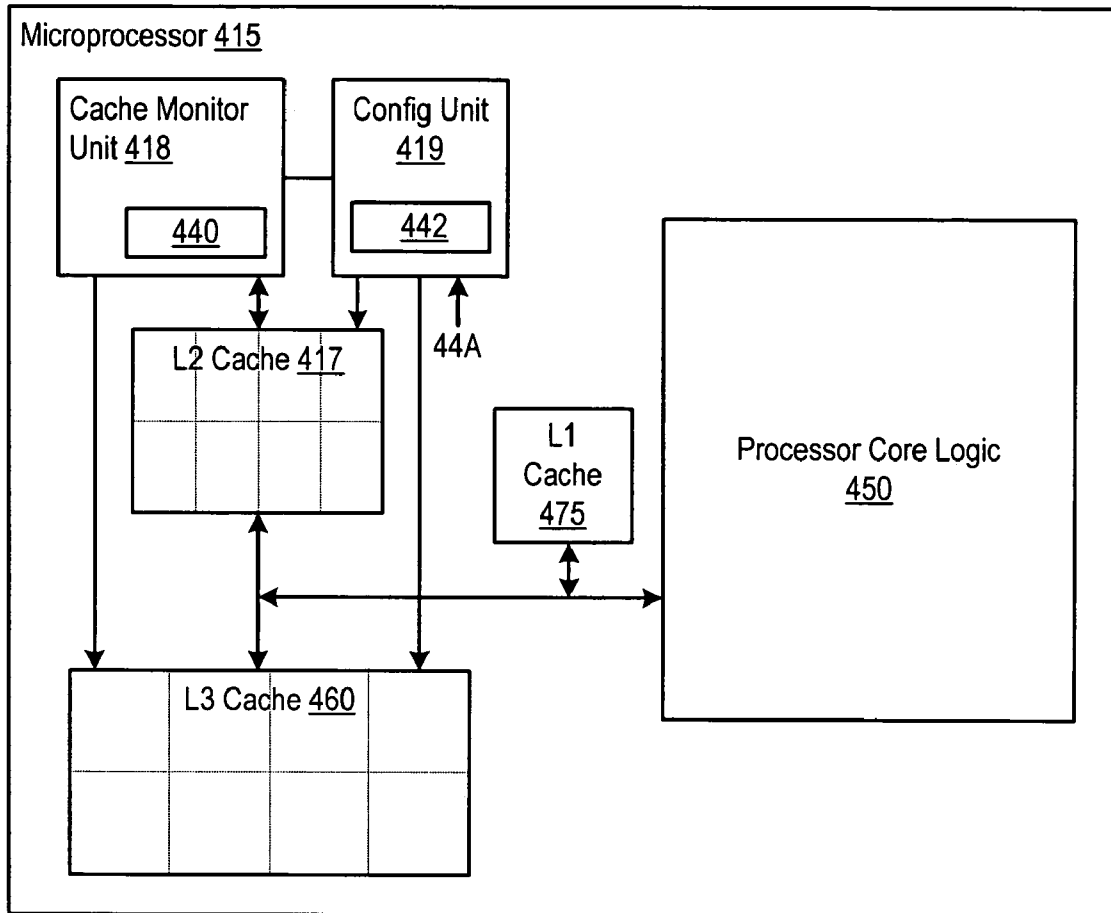 Microprocessor 415
Cache Monitor
Unit 418
440
Config Unit
419
442
44A
L2 Cache 417
L1
Cache
475
Processor Core Logic
450
L3 Cache 460